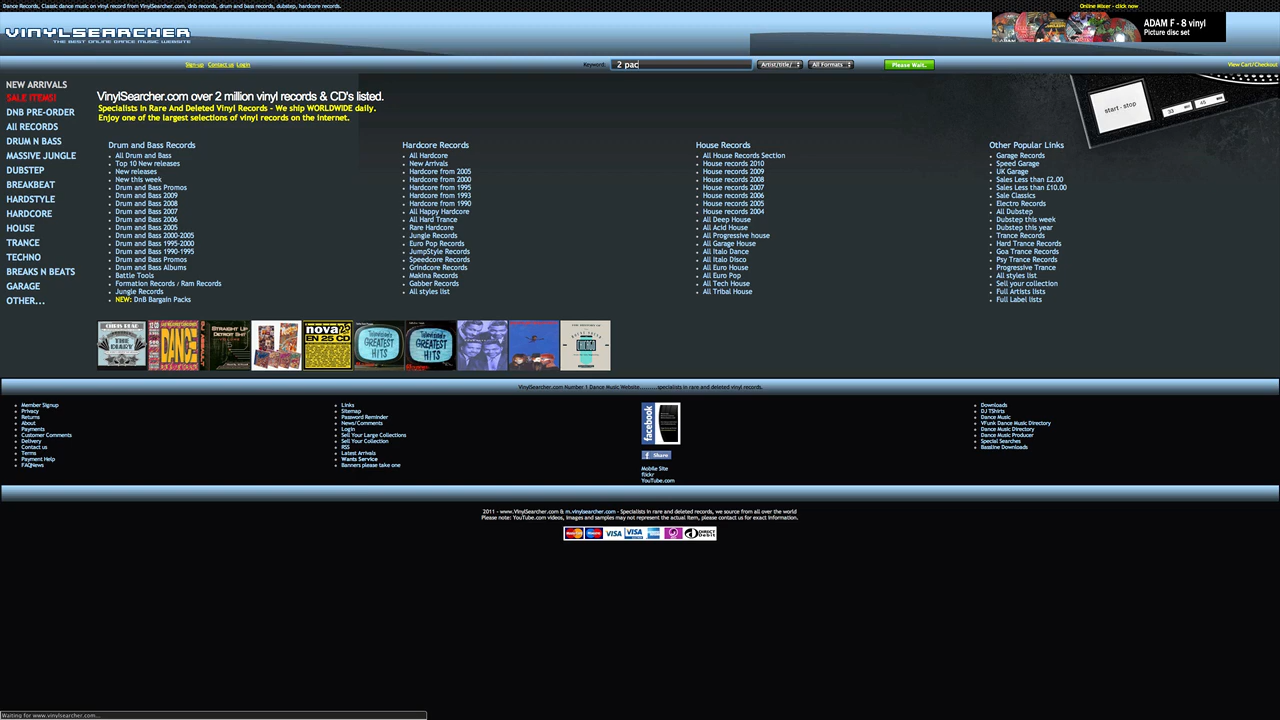 Dance Records, Classic dance music on vinyl record from VinylSearcher.com, dnb records, drum and bass records, dubstep, hardcore records.
Online Mixer - click now
VINYLSEARCHER
THE BEST ONLINE DANCE MUSIC WEBSITE
ADAM F - 8 vinyl
Picture disc set
Sign-up Contact us Login
Keyword: 2 pac Artist/title/ All Formats Please Wait..
View Cart/Checkout
NEW ARRIVALS
SALE ITEMS!
DNB PRE-ORDER
All RECORDS
DRUM N BASS
MASSIVE JUNGLE
DUBSTEP
BREAKBEAT
HARDSTYLE
HARDCORE
HOUSE
TRANCE
TECHNO
BREAKS N BEATS
GARAGE
OTHER...
VinylSearcher.com over 2 million vinyl records & CD's listed.
Specialists in Rare And Deleted Vinyl Records - We ship WORLDWIDE daily.
Enjoy one of the largest selections of vinyl records on the internet.
start - stop
33
45
Drum and Bass Records
All Drum and Bass
Top 10 New releases
New releases
New this week
Drum and Bass Promos
Drum and Bass 2009
Drum and Bass 2008
Drum and Bass 2007
Drum and Bass 2006
Drum and Bass 2005
Drum and Bass 2000-2005
Drum and Bass 1995-2000
Drum and Bass 1990-1995
Drum and Bass Promos
Drum and Bass Albums
Battle Tools
Formation Records / Ram Records
Jungle Records
NEW: DnB Bargain Packs
Hardcore Records
All Hardcore
New Arrivals
Hardcore from 2005
Hardcore from 2000
Hardcore from 1995
Hardcore from 1993
Hardcore from 1990
All Happy Hardcore
All Hard Trance
Rare Hardcore
Jungle Records
Euro Pop Records
JumpStyle Records
Speedcore Records
Grindcore Records
Makina Records
Gabber Records
All styles list
House Records
All House Records Section
House records 2010
House records 2009
House records 2008
House records 2007
House records 2006
House records 2005
House records 2004
All Deep House
All Acid House
All Progressive house
All Garage House
All Italo Dance
All Italo Disco
All Euro House
All Euro Pop
All Tech House
All Tribal House
Other Popular Links
Garage Records
Speed Garage
UK Garage
Sales Less than £2.00
Sales Less than £10.00
Sale Classics
Electro Records
All Dubstep
Dubstep this week
Dubstep this year
Trance Records
Hard Trance Records
Goa Trance Records
Psy Trance Records
Progressive Trance
All styles list
Sell your collection
Full Artists lists
Full Label lists
CHRIS READ
THE DIARY
DANCE
STRAIGHT UP
DETROIT SHIT
nova
EN 25 CD
Television's
GREATEST
HITS
Television's
GREATEST
HITS
CHICAGO
VinylSearcher.com Number 1 Dance Music Website.........specialists in rare and deleted vinyl records.
Member Signup
Privacy
Returns
About
Payments
Customer Comments
Delivery
Contact us
Terms
Payment Help
FAQNews
Links
Sitemap
Password Reminder
News/Comments
Login
Sell Your Large Collections
Sell Your Collection
RSS
Latest Arrivals
Wants Service
Banners please take one
facebook
Share
Mobile Site
flickr
YouTube.com
Downloads
DJ TShirts
Dance Music
VFunk Dance Music Directory
Dance Music Directory
Dance Music Producer
Special Searches
Bassline Downloads
2011 - www.VinylSearcher.com & m.vinylsearcher.com - Specialists in rare and deleted records, we source from all over the world
Please note: YouTube.com videos, images and samples may not represent the actual item, please contact us for exact information.
VISA VISA DIRECT Debit
Waiting for www.vinylsearcher.com...